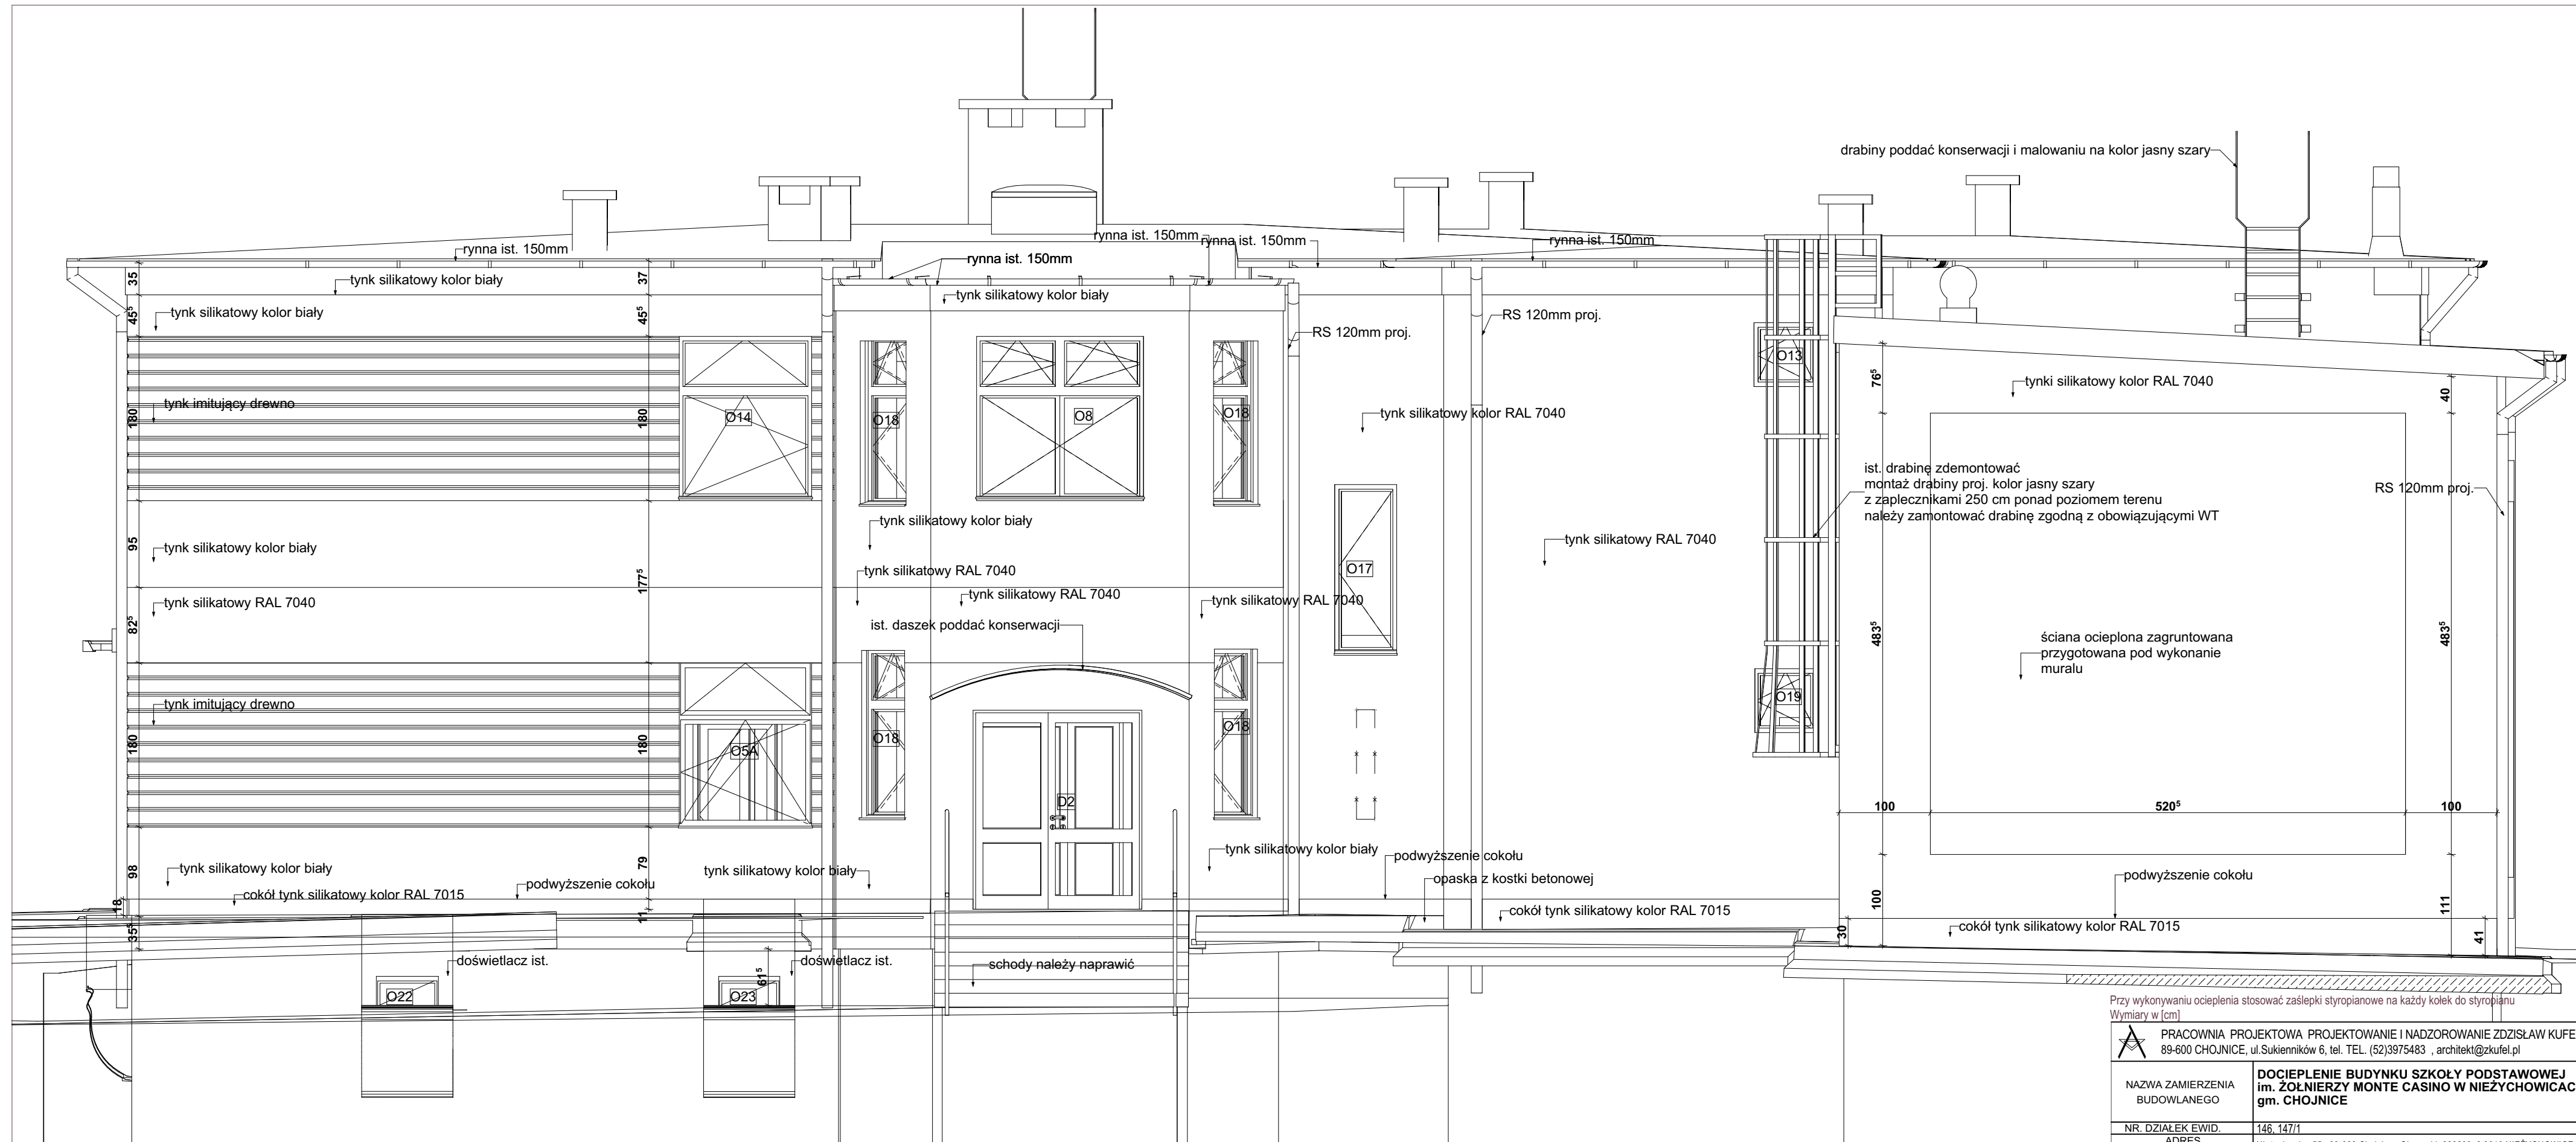 drabiny poddać konserwacji i malowaniu na kolor jasny szary
rynna ist. 150mm
rynna ist. 150mm
rynna ist. 150mm
rynna ist. 150mm
rynna ist. 150mm
35
37
tynk silikatowy kolor biały
tynk silikatowy kolor biały
45⁵
tynk silikatowy kolor biały
45⁵
RS 120mm proj.
RS 120mm proj.
O13
76⁵
tynki silikatowy kolor RAL 7040
40
180
tynk imitujący drewno
180
O14
O18
O8
O18
tynk silikatowy kolor RAL 7040
ist. drabinę zdemontować
montaż drabiny proj. kolor jasny szary
z zaplecznikami 250 cm ponad poziomem terenu
należy zamontować drabinę zgodną z obowiązującymi WT
RS 120mm proj.
95
tynk silikatowy kolor biały
tynk silikatowy kolor biały
tynk silikatowy RAL 7040
177⁵
tynk silikatowy RAL 7040
O17
82⁵
tynk silikatowy RAL 7040
tynk silikatowy RAL 7040
tynk silikatowy RAL 7040
ist. daszek poddać konserwacji
483⁵
483⁵
ściana ocieplona zagruntowana
przygotowana pod wykonanie
muralu
tynk imitujący drewno
180
180
O5A
O18
O18
O19
D2
100
520⁵
100
98
tynk silikatowy kolor biały
79
tynk silikatowy kolor biały
tynk silikatowy kolor biały
podwyższenie cokołu
opaska z kostki betonowej
podwyższenie cokołu
18
cokół tynk silikatowy kolor RAL 7015
podwyższenie cokołu
11
100
111
cokół tynk silikatowy kolor RAL 7015
35⁵
30
cokół tynk silikatowy kolor RAL 7015
41
doświetlacz ist.
61⁵
doświetlacz ist.
schody należy naprawić
O22
O23
Przy wykonywaniu ocieplenia stosować zaślepki styropianowe na każdy kołek do styropianu
Wymiary w [cm]
PRACOWNIA PROJEKTOWA PROJEKTOWANIE I NADZOROWANIE ZDZISŁAW KUFE
89-600 CHOJNICE, ul.Sukienników 6, tel. TEL. (52)3975483 , architekt@zkufel.pl
NAZWA ZAMIERZENIA
BUDOWLANEGO
DOCIEPLENIE BUDYNKU SZKOŁY PODSTAWOWEJ
im. ŻOŁNIERZY MONTE CASINO W NIEŻYCHOWICAC
gm. CHOJNICE
NR. DZIAŁEK EWID.
146, 147/1
ADRES